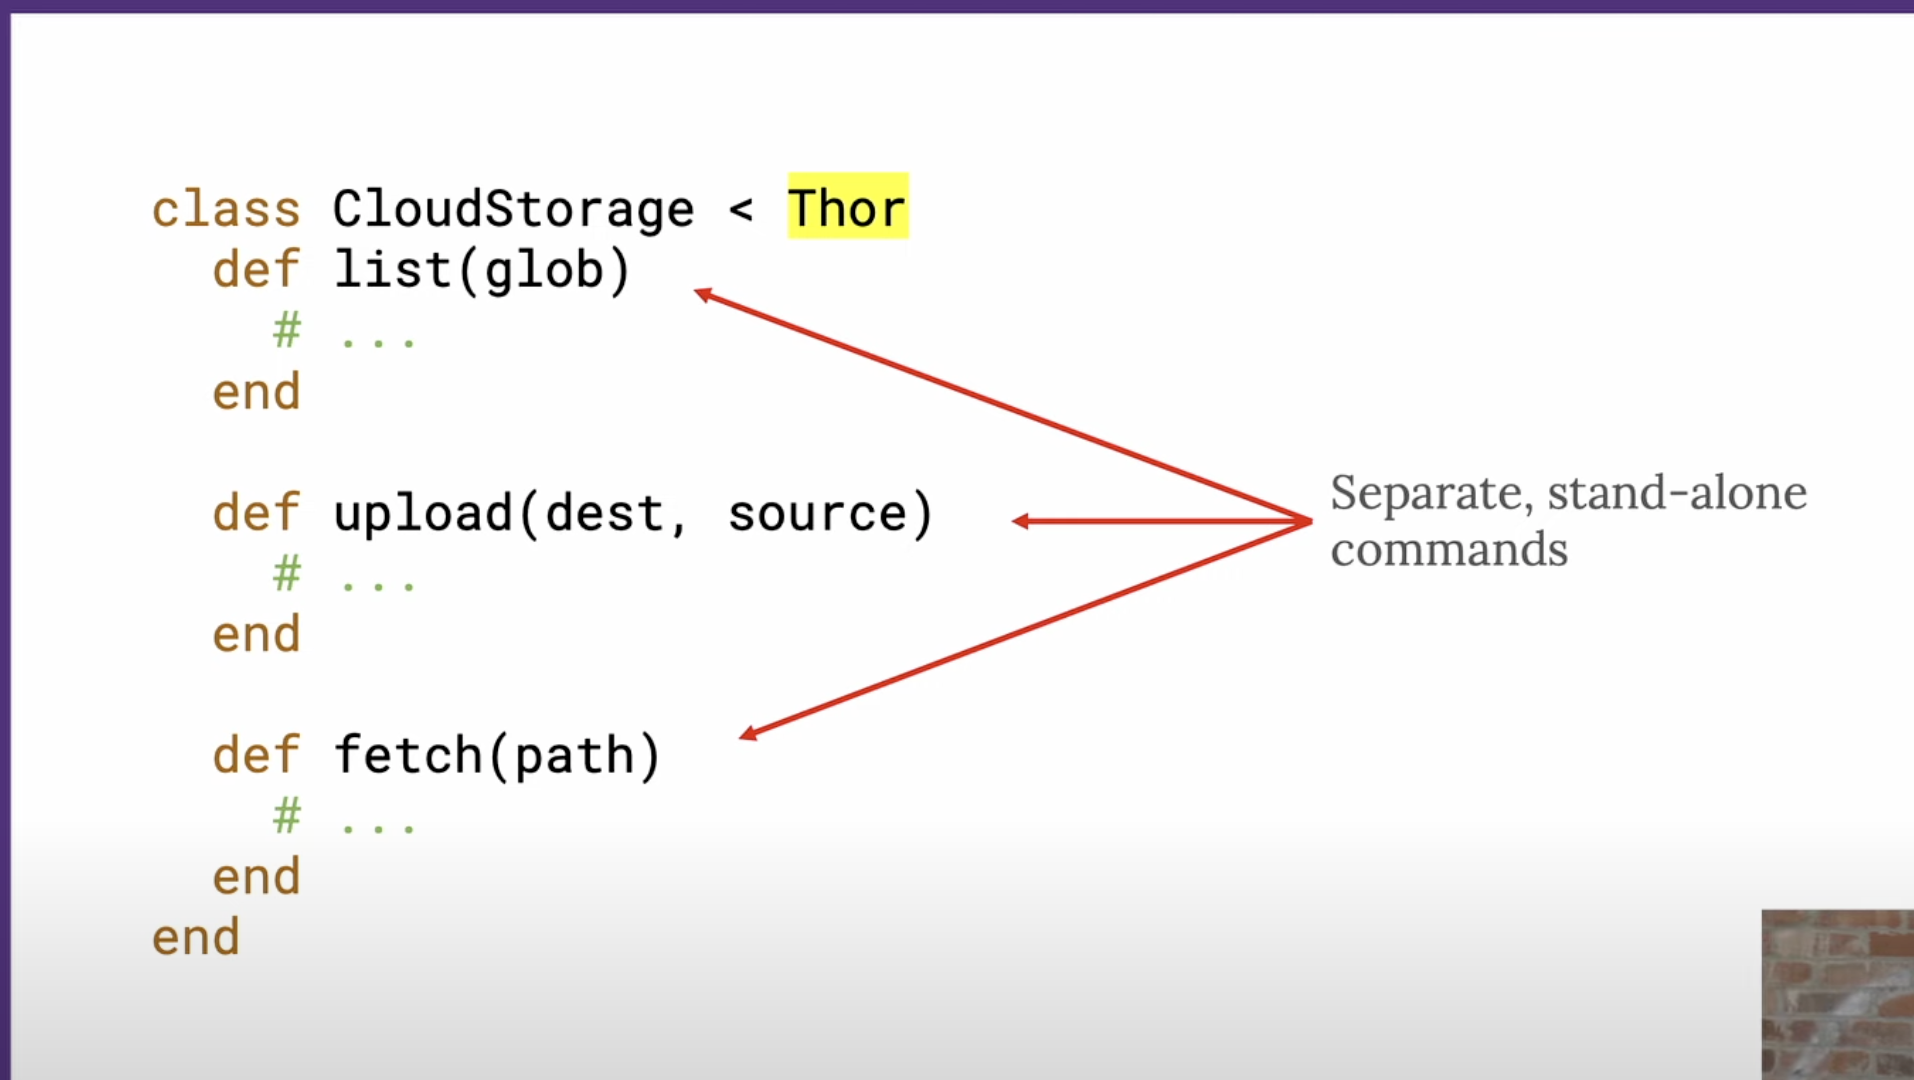 class CloudStorage < Thor
  def list(glob)
    # ...
  end

  def upload(dest, source)
    # ...
  end

  def fetch(path)
    # ...
  end
end
Separate, stand-alone
commands